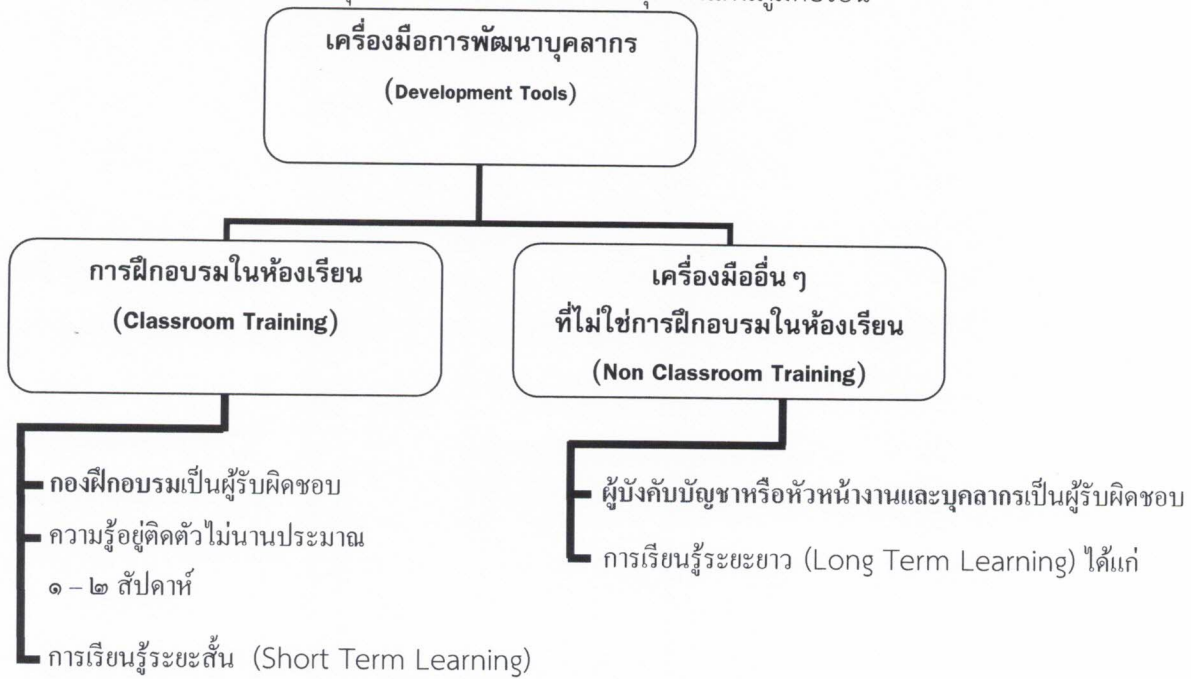 เครื่องมือการพัฒนาบุคลากร
(Development Tools)
การฝึกอบรมในห้องเรียน
(Classroom Training)
เครื่องมืออื่น ๆ
ที่ไม่ใช่การฝึกอบรมในห้องเรียน
(Non Classroom Training)
กองฝึกอบรมเป็นผู้รับผิดชอบ
ความรู้อยู่ติดตัวไม่นานประมาณ
๑ – ๒ สัปดาห์
การเรียนรู้ระยะสั้น (Short Term Learning)
ผู้บังคับบัญชาหรือหัวหน้างานและบุคลากรเป็นผู้รับผิดชอบ
การเรียนรู้ระยะยาว (Long Term Learning) ได้แก่